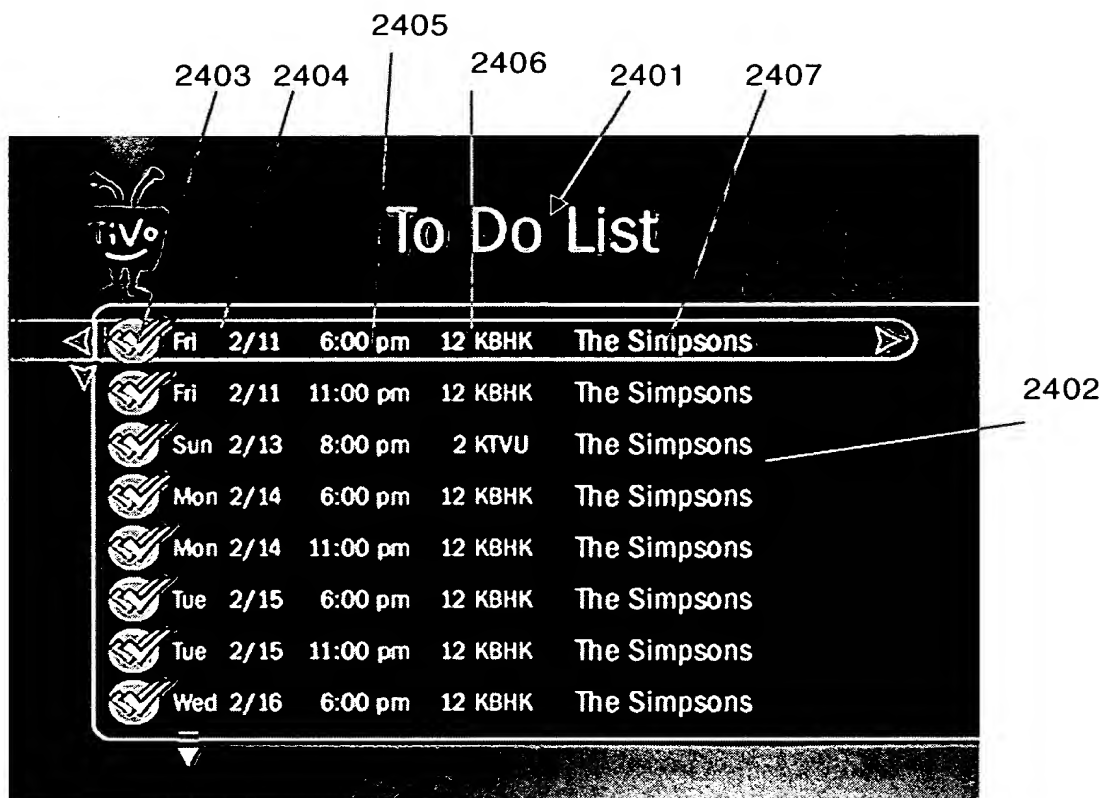 2405
2403 2404 2406 2401 2407
TiVo
To Do List
Fri 2/11 6:00 pm 12 KBHK The Simpsons
2402
Fri 2/11 11:00 pm 12 KBHK The Simpsons
Sun 2/13 8:00 pm 2 KTVU The Simpsons
Mon 2/14 6:00 pm 12 KBHK The Simpsons
Mon 2/14 11:00 pm 12 KBHK The Simpsons
Tue 2/15 6:00 pm 12 KBHK The Simpsons
Tue 2/15 11:00 pm 12 KBHK The Simpsons
Wed 2/16 6:00 pm 12 KBHK The Simpsons